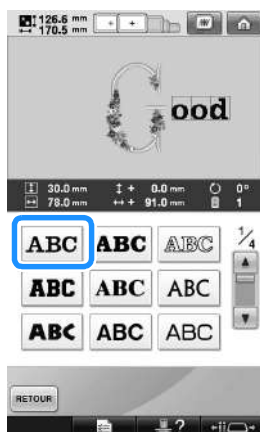 126.6 mm
170.5 mm
ood
30.0 mm 0.0 mm 0°
78.0 mm 91.0 mm 1
ABC ABC ABC 1/4
ABC ABC ABC
ABC ABC ABC
RETOUR
?